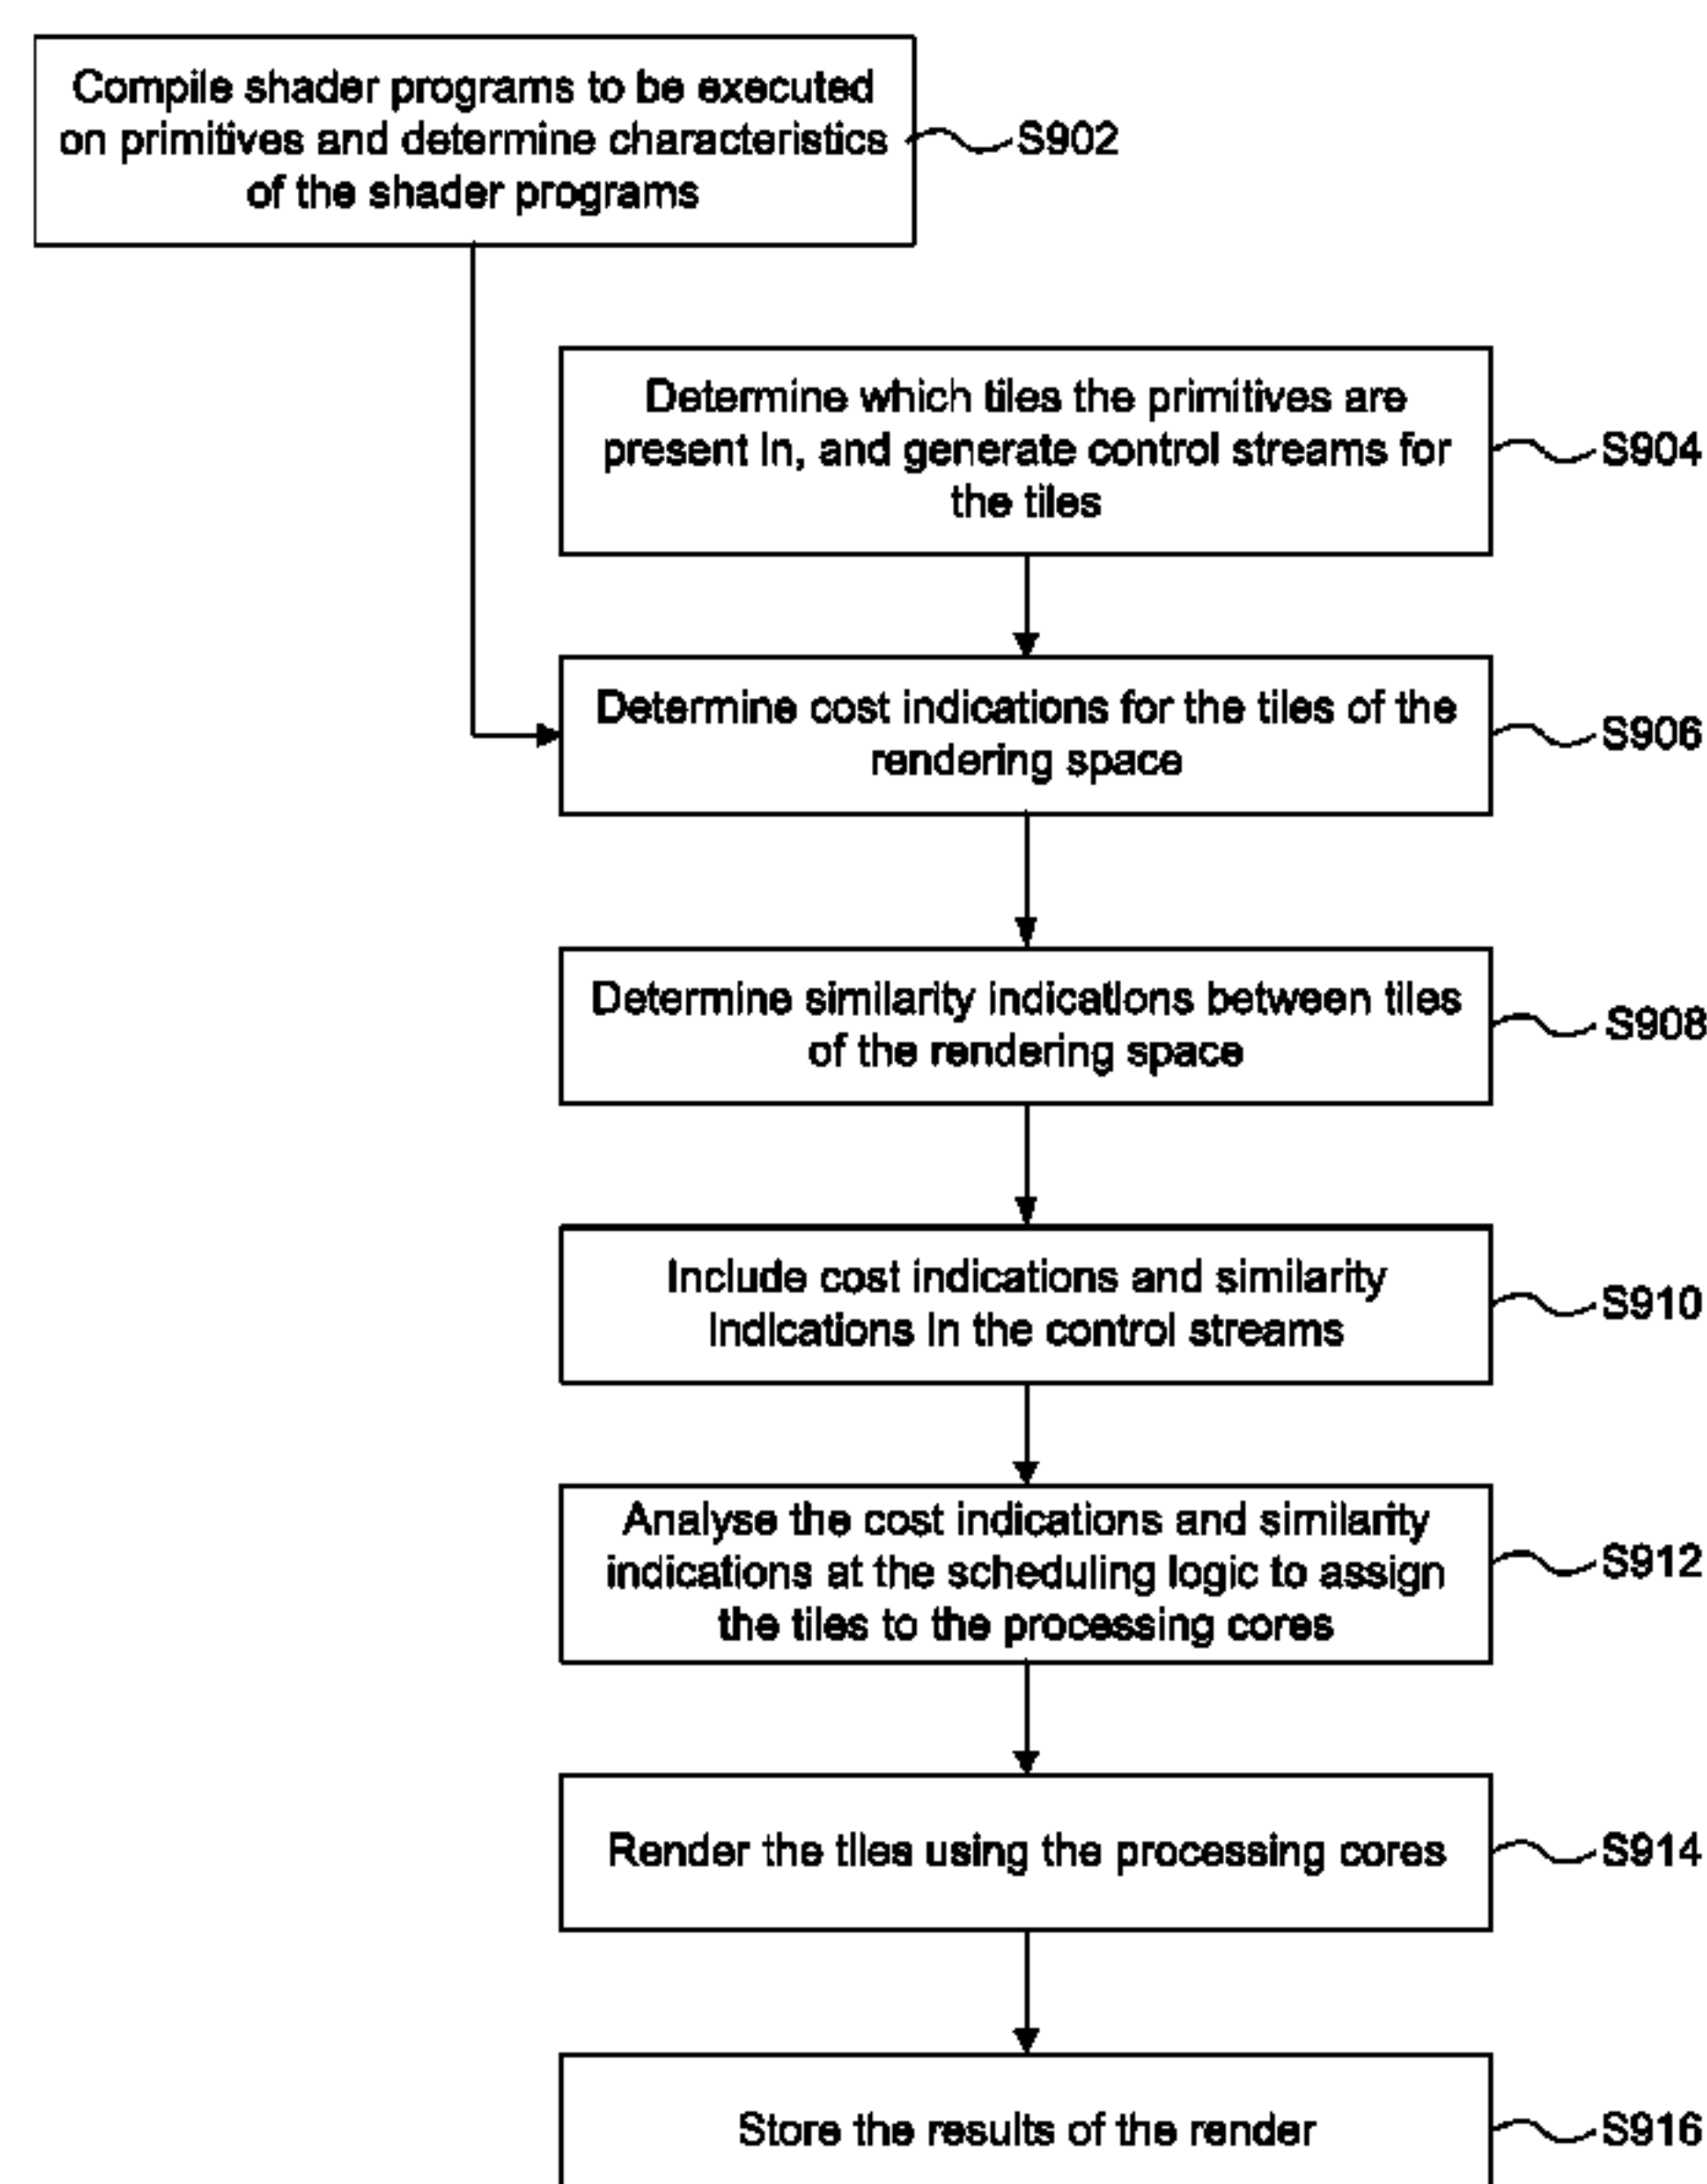 Compile shader programs to be executed
on primitives and determine characteristics
of the shader programs
S902
Determine which tiles the primitives are
present in, and generate control streams for
the tiles
S904
Determine cost indications for the tiles of the
rendering space
S906
Determine similarity indications between tiles
of the rendering space
S908
Include cost indications and similarity
indications in the control streams
S910
Analyse the cost indications and similarity
indications at the scheduling logic to assign
the tiles to the processing cores
S912
Render the tiles using the processing cores
S914
Store the results of the render
S916